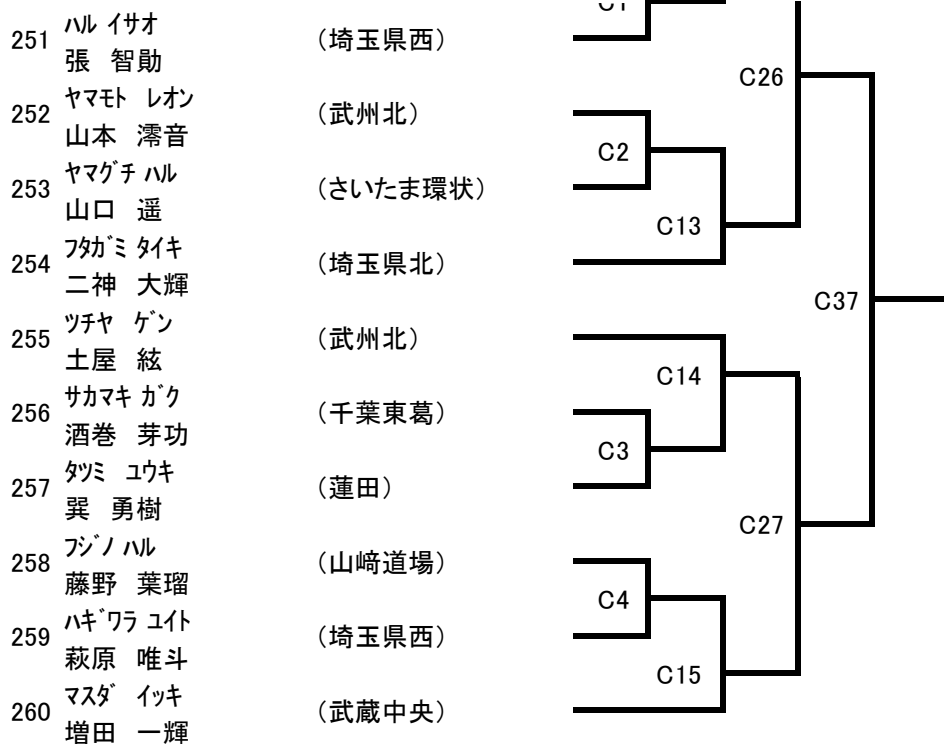 C1
251 ﾊﾙ ｲｻｵ
張 智勛 （埼玉県西）
C26
252 ﾔﾏﾓﾄ ﾚｵﾝ
山本 澪音 （武州北）
C2
253 ﾔﾏｸﾞﾁ ﾊﾙ
山口 遥 （さいたま環状）
C13
254 ﾌﾀｶﾞﾐ ﾀｲｷ
二神 大輝 （埼玉県北）
C37
255 ﾂﾁﾔ ｹﾞﾝ
土屋 絃 （武州北）
C14
256 ｻｶﾏｷ ｶﾞｸ
酒巻 芽功 （千葉東葛）
C3
257 ﾀﾂﾐ ﾕｳｷ
巽 勇樹 （蓮田）
C27
258 ﾌｼﾞﾉ ﾊﾙ
藤野 葉瑠 （山﨑道場）
C4
259 ﾊｷﾞﾜﾗ ﾕｲﾄ
萩原 唯斗 （埼玉県西）
C15
260 ﾏｽﾀﾞ ｲｯｷ
増田 一輝 （武蔵中央）